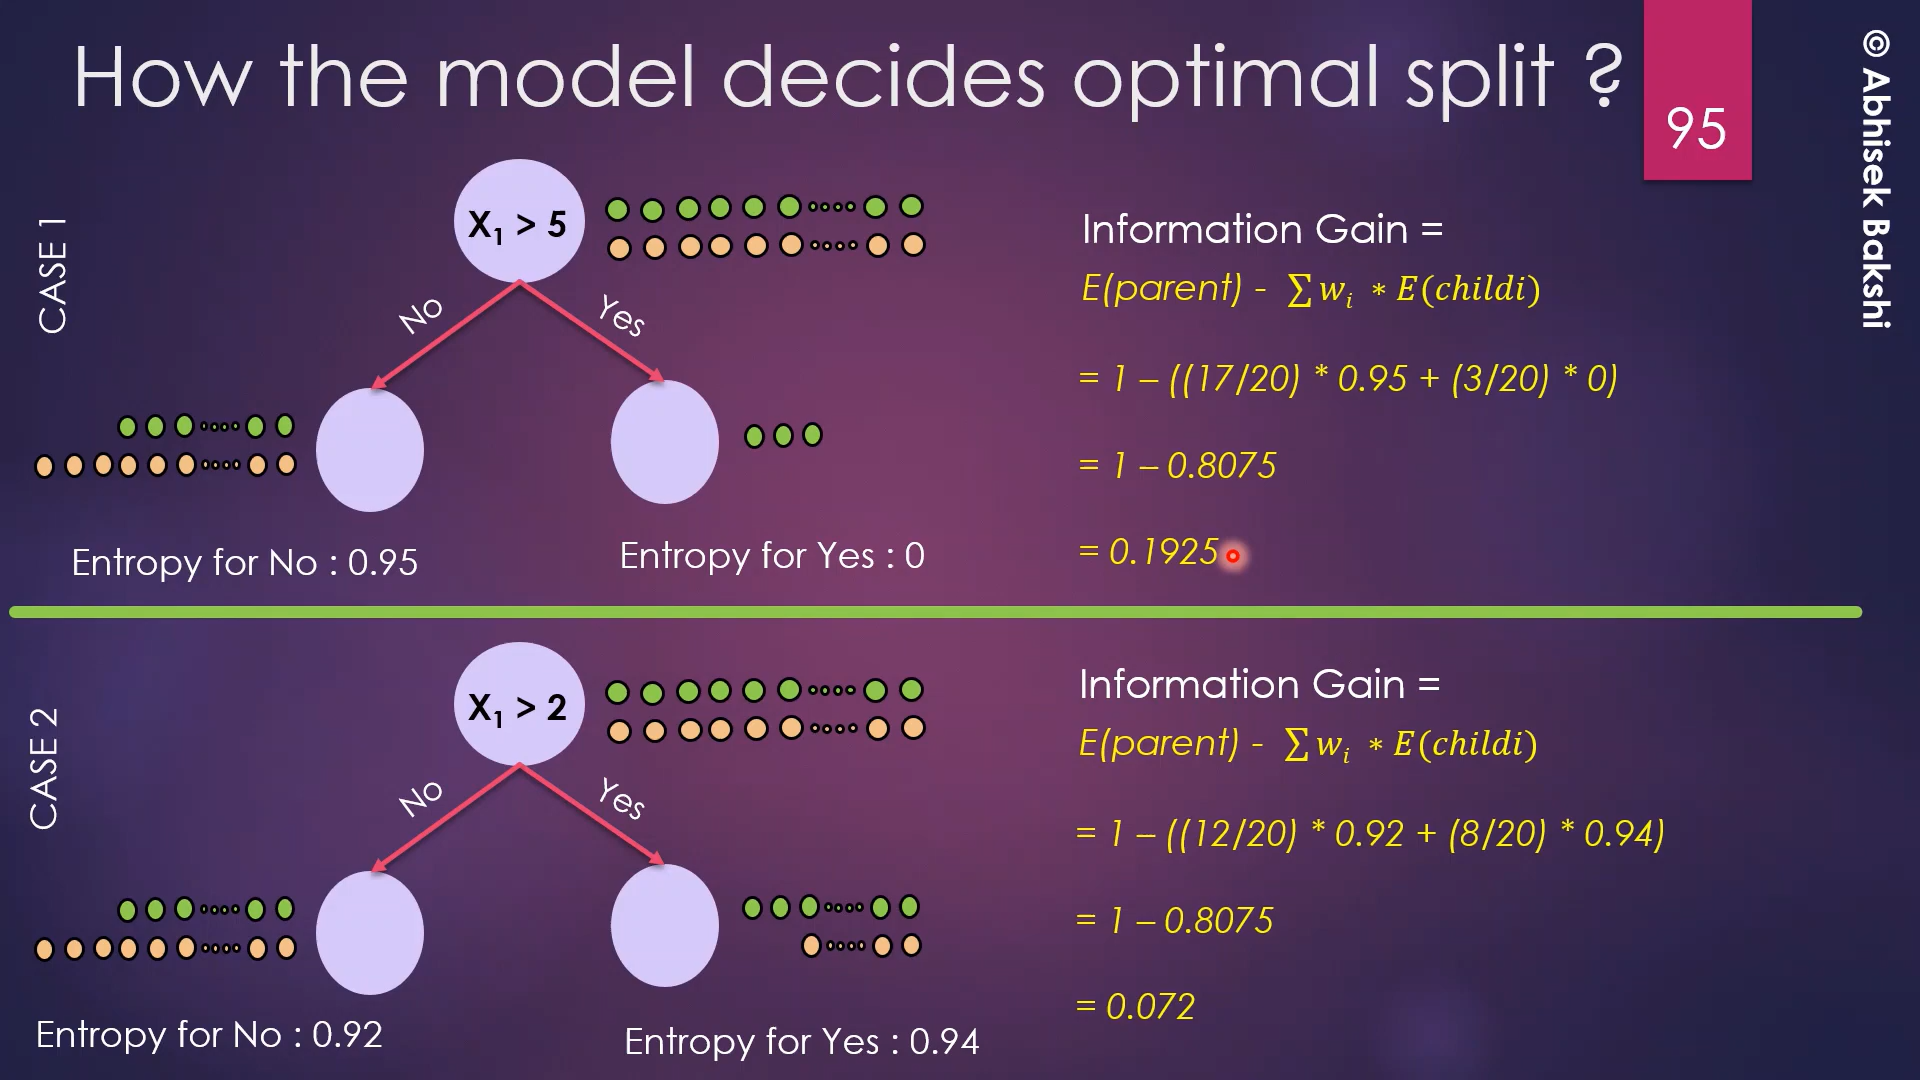 How the model decides optimal split ?
95
© Abhisek Bakshi
CASE 1
X₁ > 5
No
Yes
Entropy for No : 0.95
Entropy for Yes : 0
Information Gain =
E(parent) - ∑ wᵢ * E(childi)
= 1 – ((17/20) * 0.95 + (3/20) * 0)
= 1 – 0.8075
= 0.1925
CASE 2
X₁ > 2
No
Yes
Entropy for No : 0.92
Entropy for Yes : 0.94
Information Gain =
E(parent) - ∑ wᵢ * E(childi)
= 1 – ((12/20) * 0.92 + (8/20) * 0.94)
= 1 – 0.8075
= 0.072